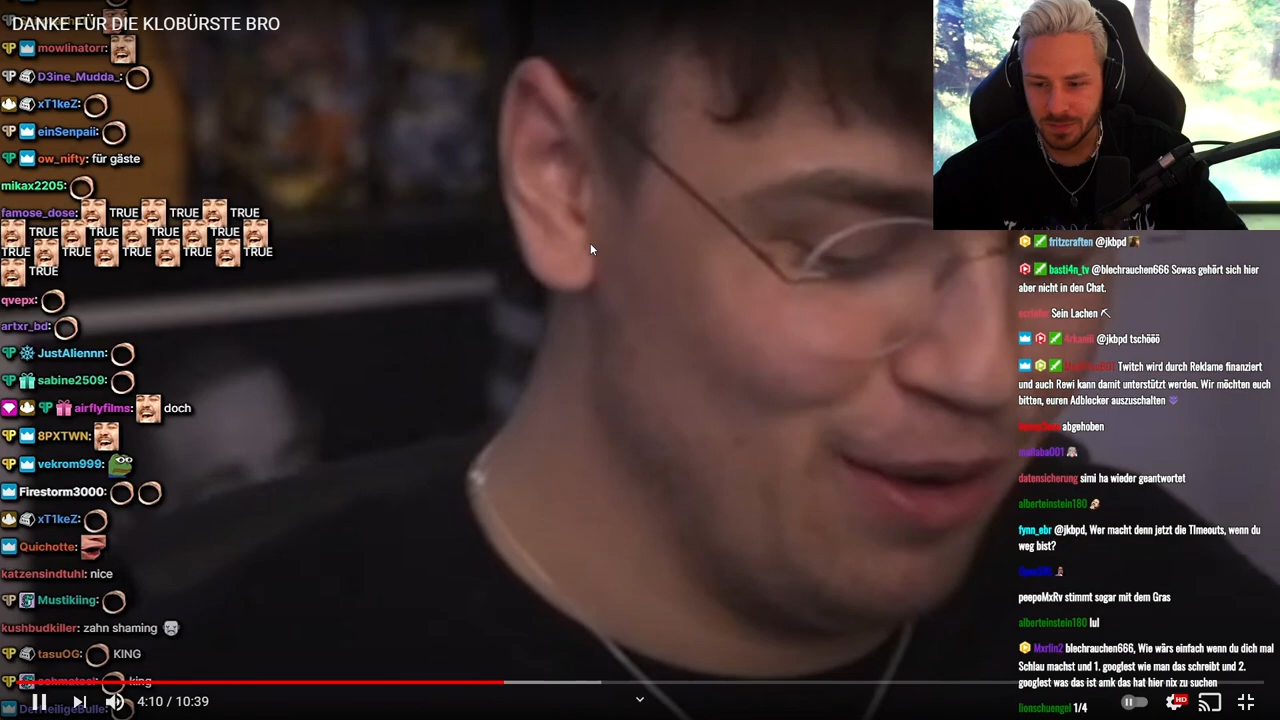 DANKE FÜR DIE KLOBÜRSTE BRO
mowlinatorr:
D3ine_Mudda_:
xT1keZ:
einSenpaii:
ow_nifty: für gäste
mikax2205:
famose_dose: TRUE TRUE TRUE
TRUE TRUE TRUE TRUE
TRUE TRUE TRUE TRUE TRUE
TRUE
qvepx:
artxr_bd:
JustAliennn:
sabine2509:
airflyfilms: doch
8PXTWN:
vekrom999:
Firestorm3000:
xT1keZ:
Quichotte:
katzensindtuhl: nice
Mustikiing:
kushbudkiller: zahn shaming
tasuOG: KING
king
4:10 / 10:39
HD
fritzcraften @jkbpd
basti4n_tv @blechrauchen666 Sowas gehört sich hier
aber nicht in den Chat.
Sein Lachen
@jkbpd tschööö
Twitch wird durch Reklame finanziert
und auch Rewi kann damit unterstützt werden. Wir möchten euch
bitten, euren Adblocker auszuschalten
abgehoben
mallaba001
datensicherung simi ha wieder geantwortet
alberteinstein180
fynn_ebr @jkbpd, Wer macht denn jetzt die TImeouts, wenn du
weg bist?
peepoMxRv stimmt sogar mit dem Gras
alberteinstein180 lul
Mxrlin2 blechrauchen666, Wie wärs einfach wenn du dich mal
Schlau machst und 1. googlest wie man das schreibt und 2.
googlest was das ist amk das hat hier nix zu suchen
lionschuengel 1/4